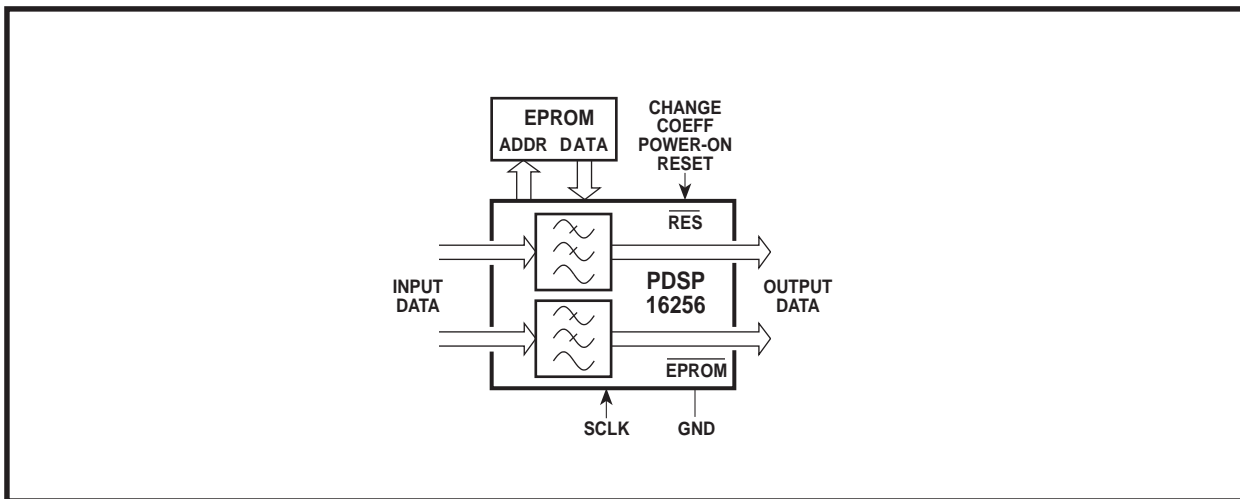 EPROM
ADDR DATA
CHANGE
COEFF
POWER-ON
RESET
RES
INPUT
DATA
PDSP
16256
OUTPUT
DATA
EPROM
SCLK
GND